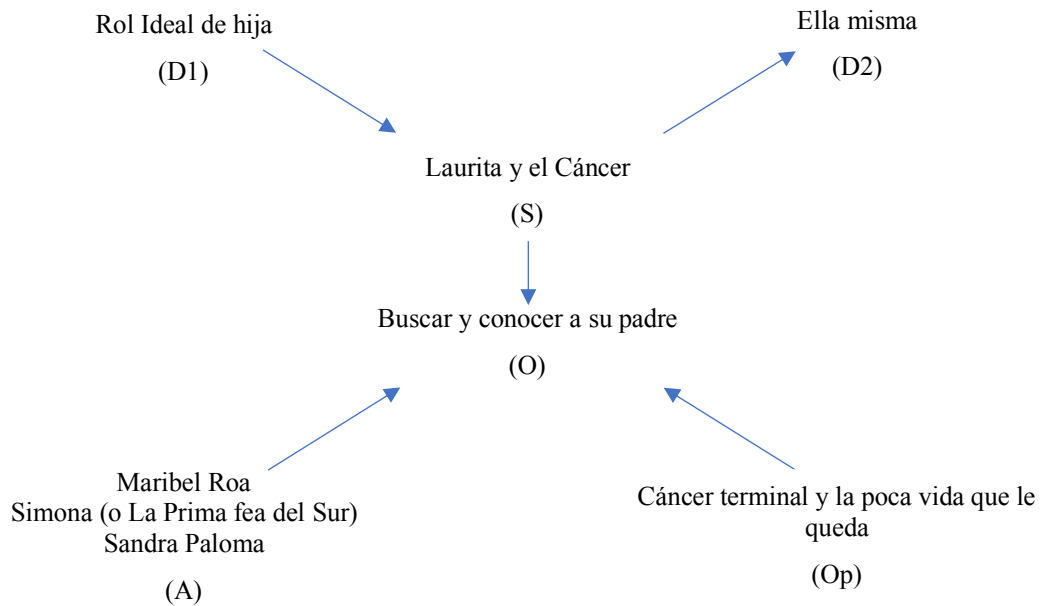 Rol Ideal de hija
(D1)
Ella misma
(D2)
Laurita y el Cáncer
(S)
Buscar y conocer a su padre
(O)
Maribel Roa
Simona (o La Prima fea del Sur)
Sandra Paloma
(A)
Cáncer terminal y la poca vida que le
queda
(Op)